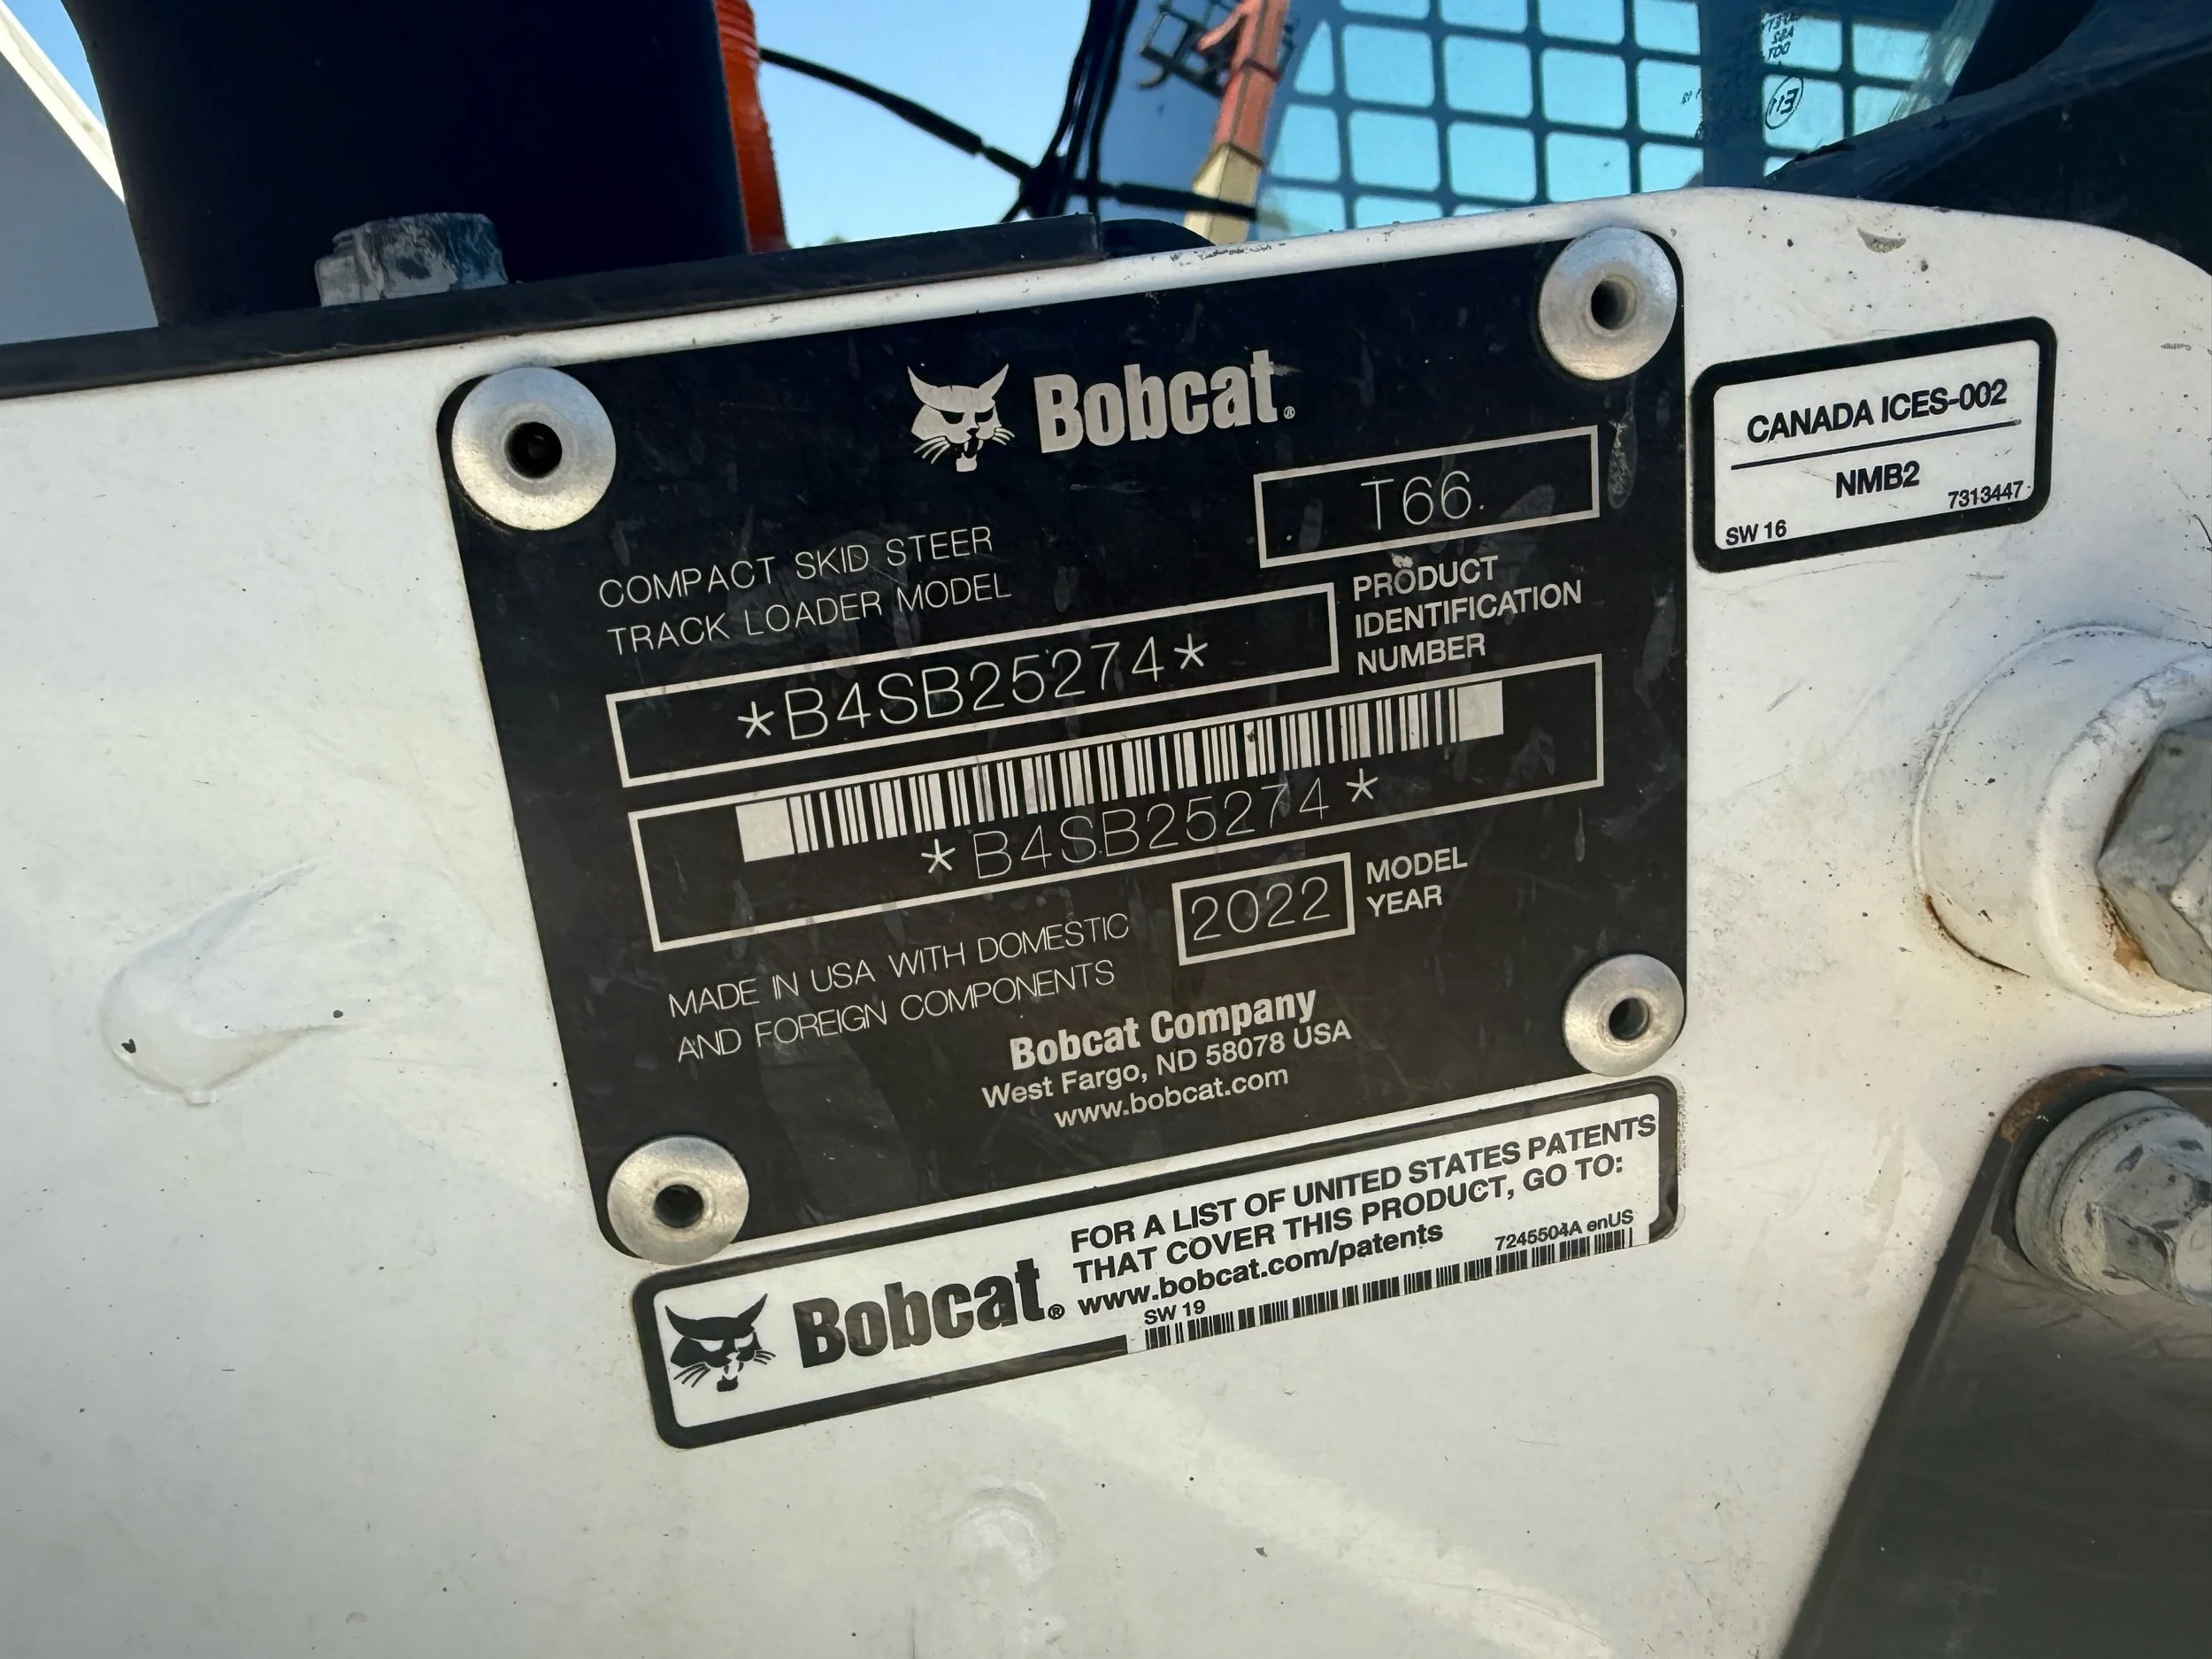 Bobcat®
T66
COMPACT SKID STEER
TRACK LOADER MODEL
*B4SB25274*
PRODUCT
IDENTIFICATION
NUMBER
*B4SB25274*
2022
MODEL
YEAR
MADE IN USA WITH DOMESTIC
AND FOREIGN COMPONENTS
Bobcat Company
West Fargo, ND 58078 USA
www.bobcat.com
CANADA ICES-002
NMB2
SW 16
7313447
Bobcat®
FOR A LIST OF UNITED STATES PATENTS
THAT COVER THIS PRODUCT, GO TO:
www.bobcat.com/patents
7245504A enUS
SW 19
E11